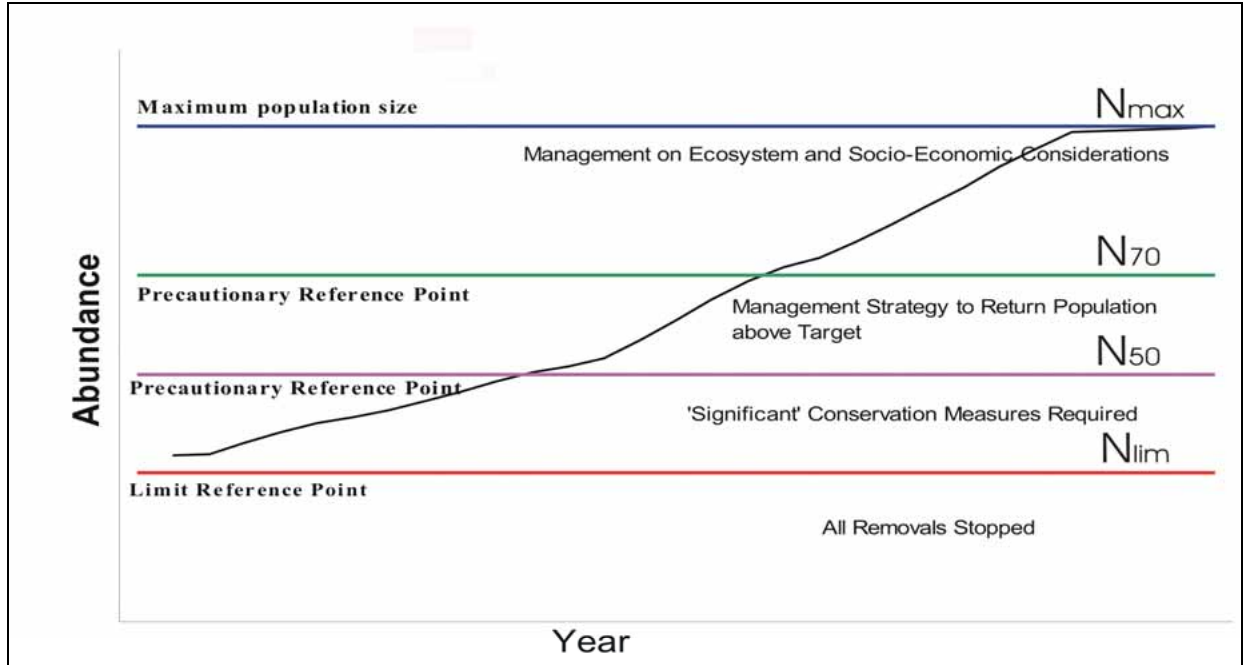 Maximum population size
Nmax
Management on Ecosystem and Socio-Economic Considerations
N70
Precautionary Reference Point
Management Strategy to Return Population
above Target
N50
Precautionary Reference Point
'Significant' Conservation Measures Required
Nlim
Limit Reference Point
All Removals Stopped
Abundance
Year